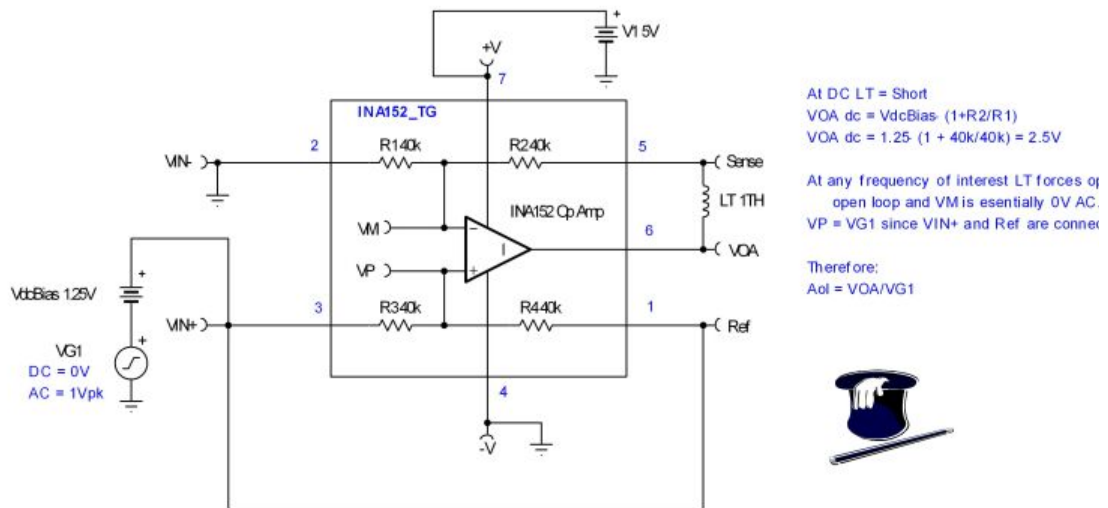 V1 5V
+V
7
INA152_TG
2
R1 40k
R2 40k
5
VIN-
Sense
LT 1TH
INA152 Op Amp
VM
-
6
VOA
VP
+
VdcBias 1.25V
+
3
R3 40k
R4 40k
1
VIN+
Ref
+
VG1
DC = 0V
AC = 1Vpk
4
-V
+
At DC LT = Short
VOA dc = VdcBias· (1+R2/R1)
VOA dc = 1.25· (1 + 40k/40k) = 2.5V
At any frequency of interest LT forces op
open loop and VM is esentially 0V AC.
VP = VG1 since VIN+ and Ref are connec
Therefore:
Aol = VOA/VG1